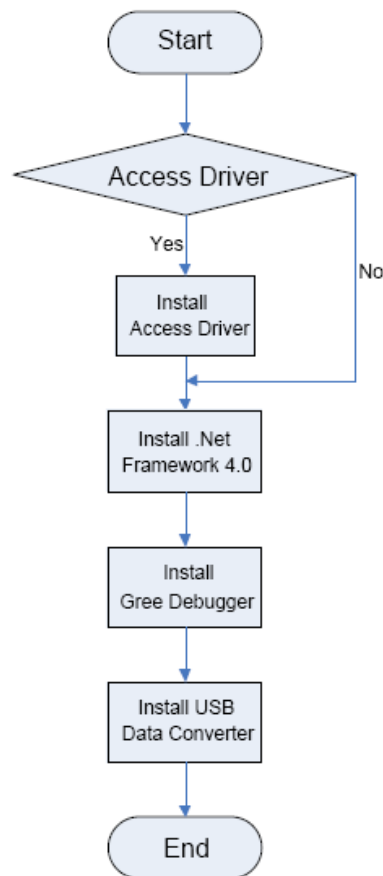 Start
Access Driver
Yes
No
Install
Access Driver
Install .Net
Framework 4.0
Install
Gree Debugger
Install USB
Data Converter
End